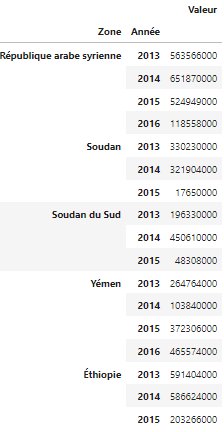 Valeur
Zone Année
République arabe syrienne 2013 563566000
2014 651870000
2015 524949000
2016 118558000
Soudan 2013 330230000
2014 321904000
2015 17650000
Soudan du Sud 2013 196330000
2014 450610000
2015 48308000
Yémen 2013 264764000
2014 103840000
2015 372306000
2016 465574000
Éthiopie 2013 591404000
2014 586624000
2015 203266000